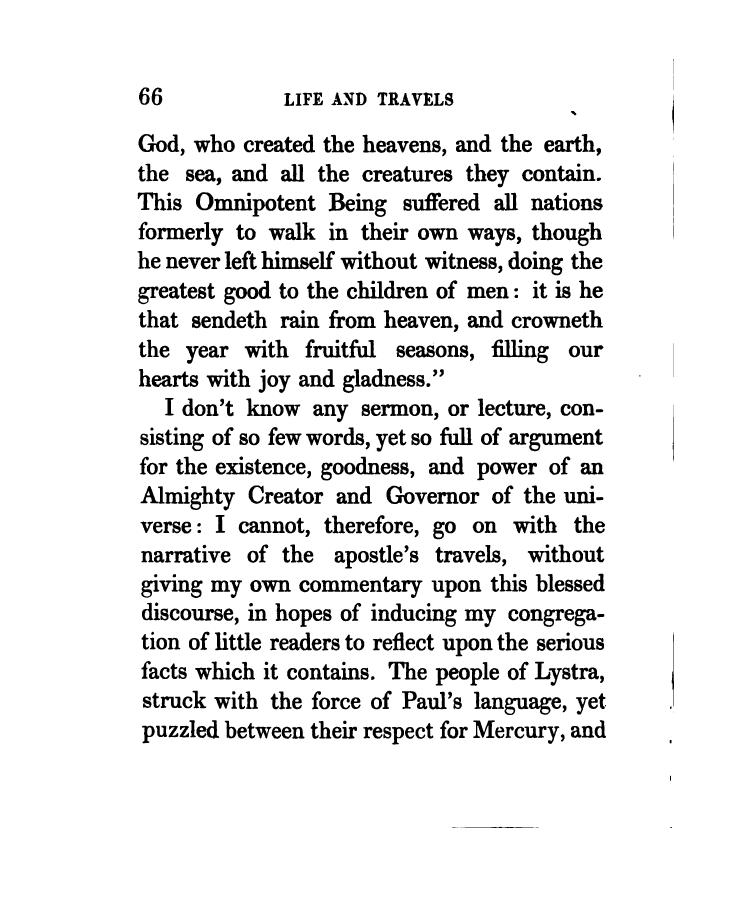 66 LIFE AND TRAVELS
God, who created the heavens, and the earth,
the sea, and all the creatures they contain.
This Omnipotent Being suffered all nations
formerly to walk in their own ways, though
he never left himself without witness, doing the
greatest good to the children of men: it is he
that sendeth rain from heaven, and crowneth
the year with fruitful seasons, filling our
hearts with joy and gladness.”
I don’t know any sermon, or lecture, con-
sisting of so few words, yet so full of argument
for the existence, goodness, and power of an
Almighty Creator and Governor of the uni-
verse: I cannot, therefore, go on with the
narrative of the apostle’s travels, without
giving my own commentary upon this blessed
discourse, in hopes of inducing my congrega-
tion of little readers to reflect upon the serious
facts which it contains. The people of Lystra,
struck with the force of Paul’s language, yet
puzzled between their respect for Mercury, and